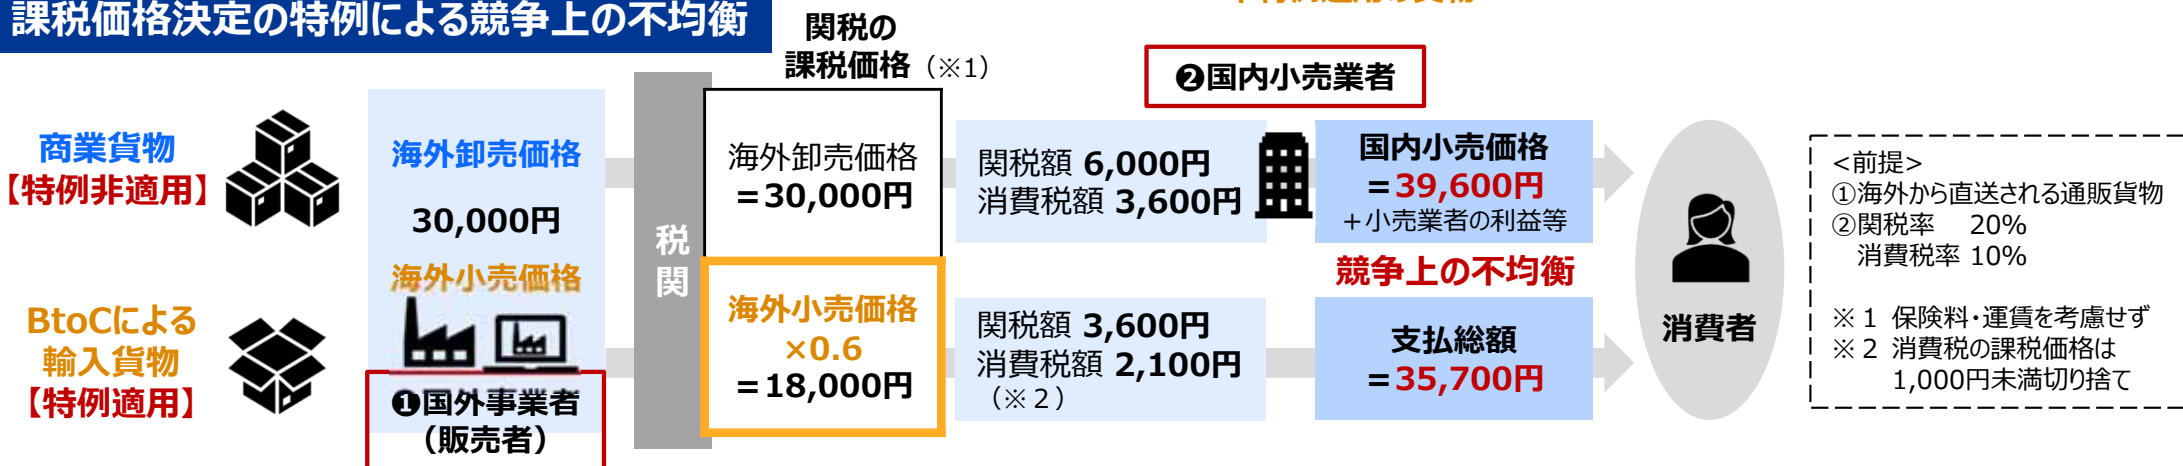 課税価格決定の特例による競争上の不均衡
関税の
課税価格（※1）
❷国内小売業者
商業貨物
【特例非適用】
海外卸売価格
30,000円
税関
海外卸売価格
＝30,000円
関税額 6,000円
消費税額 3,600円
国内小売価格
＝39,600円
＋小売業者の利益等
競争上の不均衡
BtoCによる
輸入貨物
【特例適用】
海外小売価格
❶国外事業者
（販売者）
海外小売価格
×0.6
＝18,000円
関税額 3,600円
消費税額 2,100円
（※２）
支払総額
＝35,700円
消費者
<前提>
①海外から直送される通販貨物
②関税率 20%
消費税率 10%
※１ 保険料・運賃を考慮せず
※２ 消費税の課税価格は
1,000円未満切り捨て